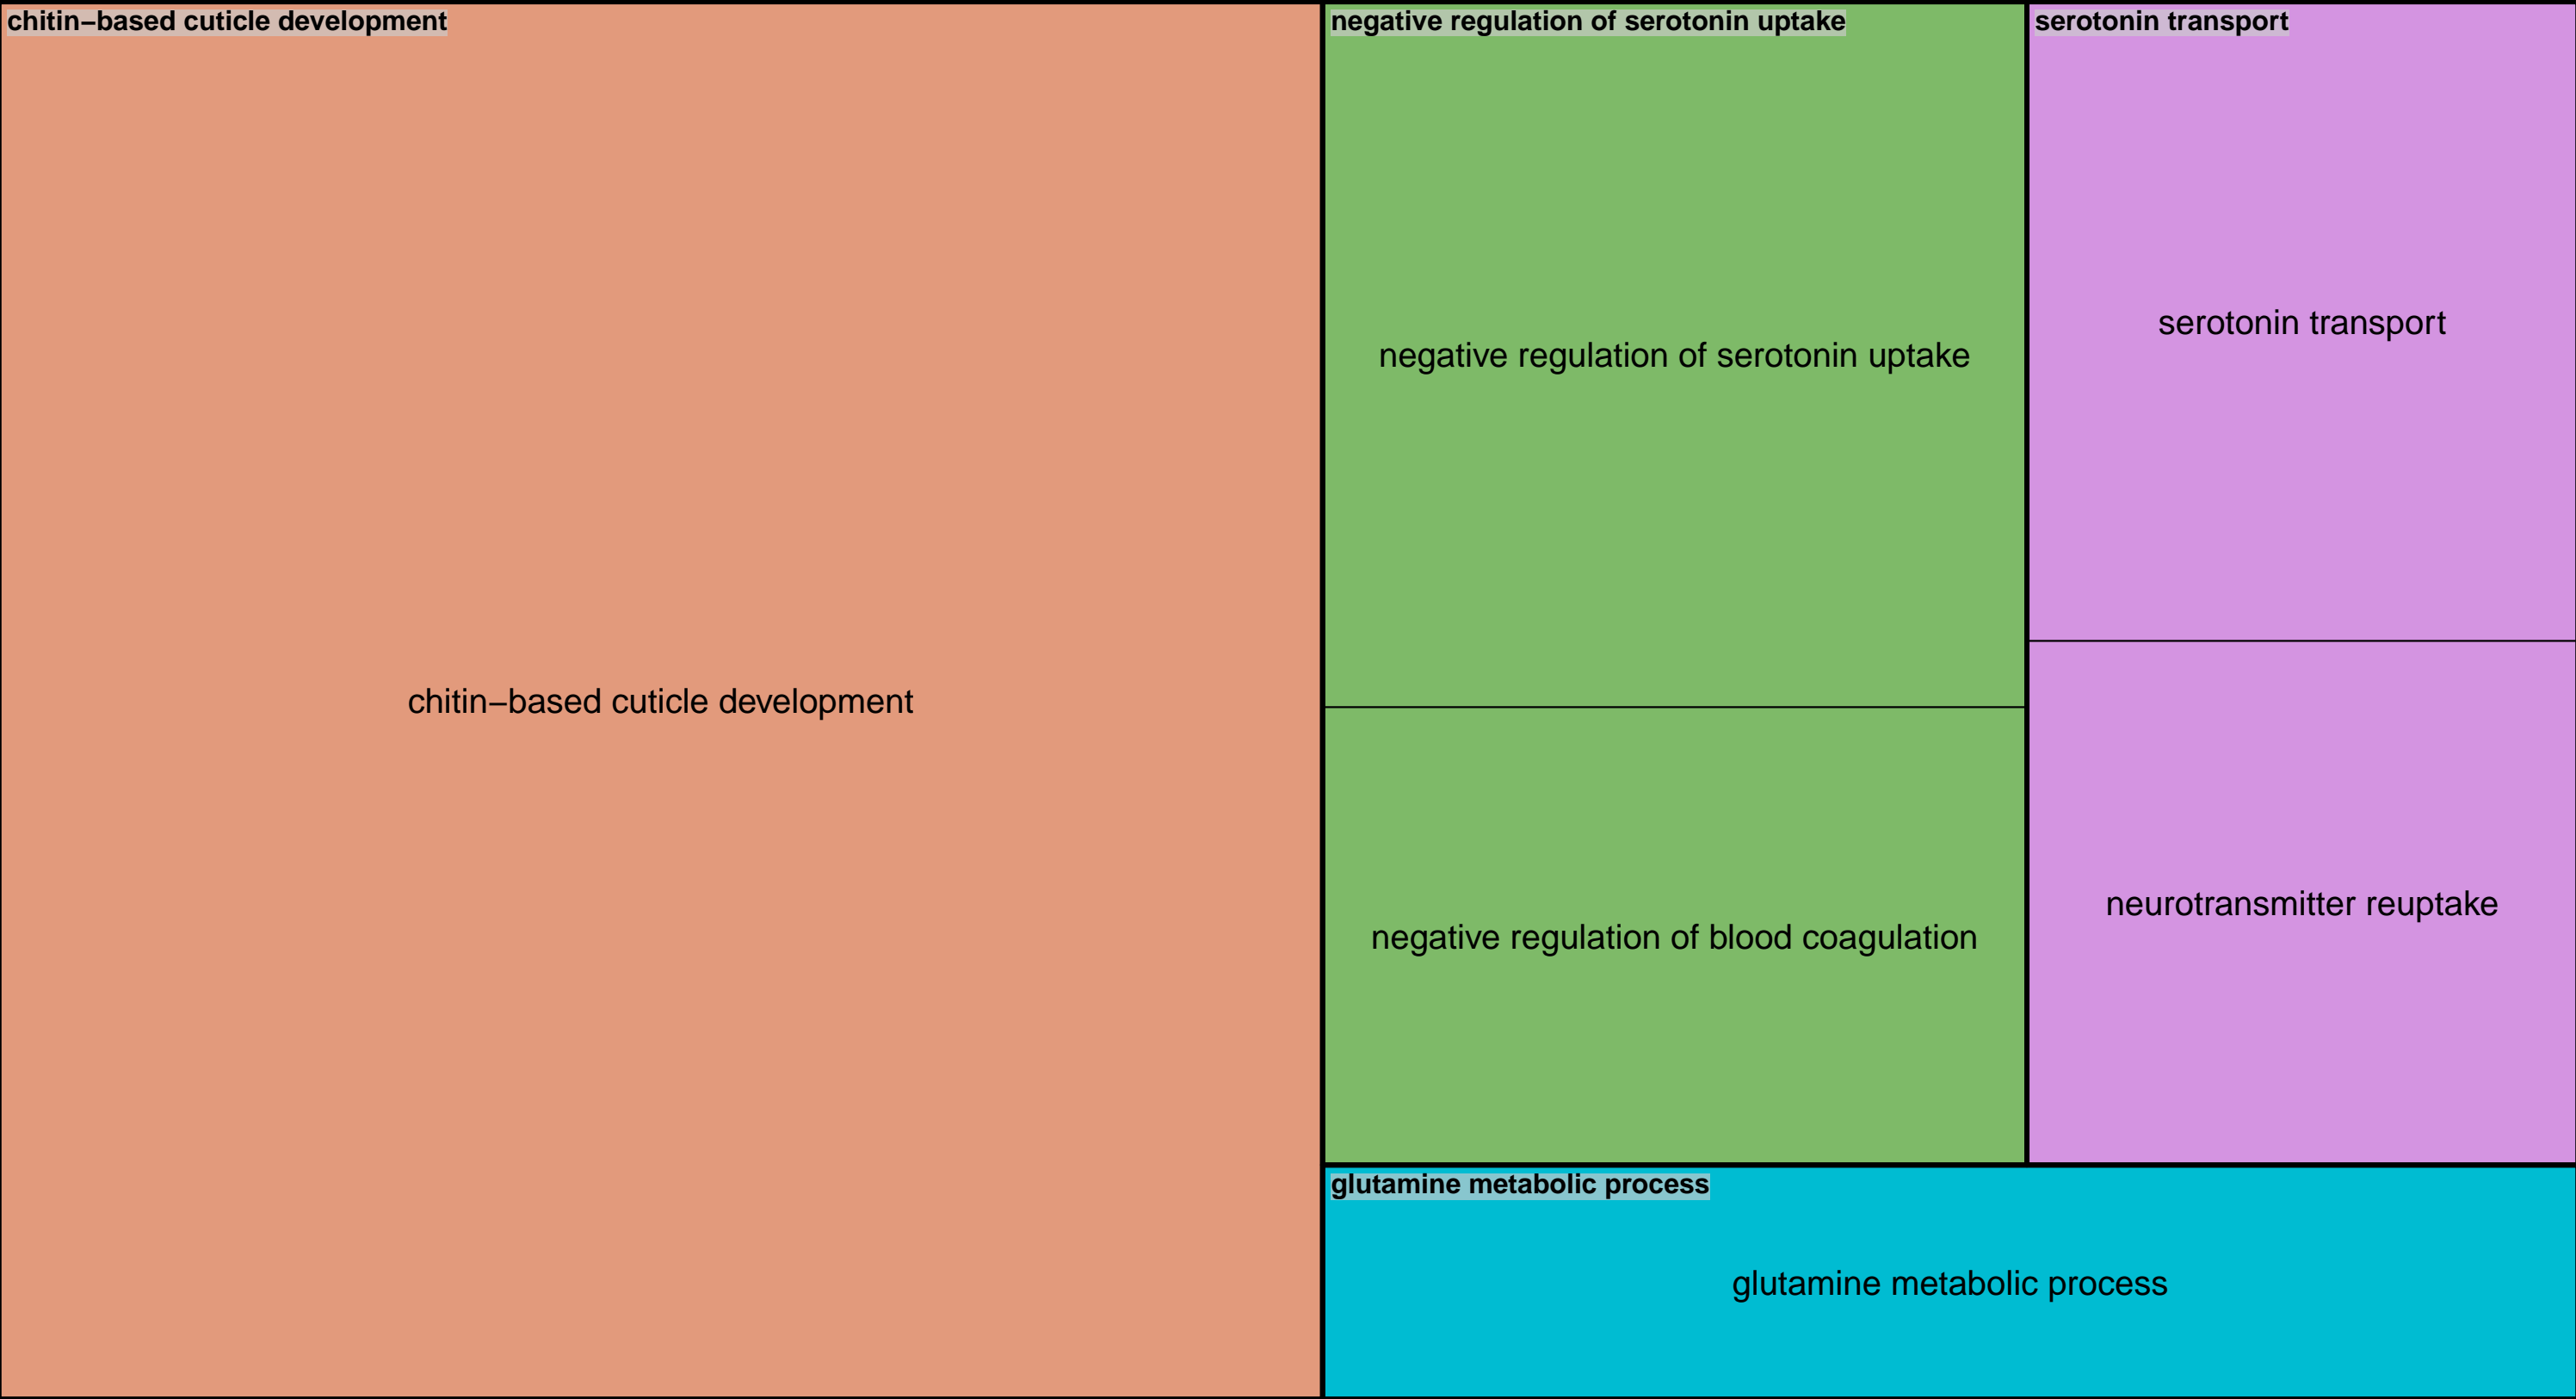 chitin−based cuticle development
chitin−based cuticle development
negative regulation of serotonin uptake
negative regulation of serotonin uptake
negative regulation of blood coagulation
serotonin transport
serotonin transport
neurotransmitter reuptake
glutamine metabolic process
glutamine metabolic process